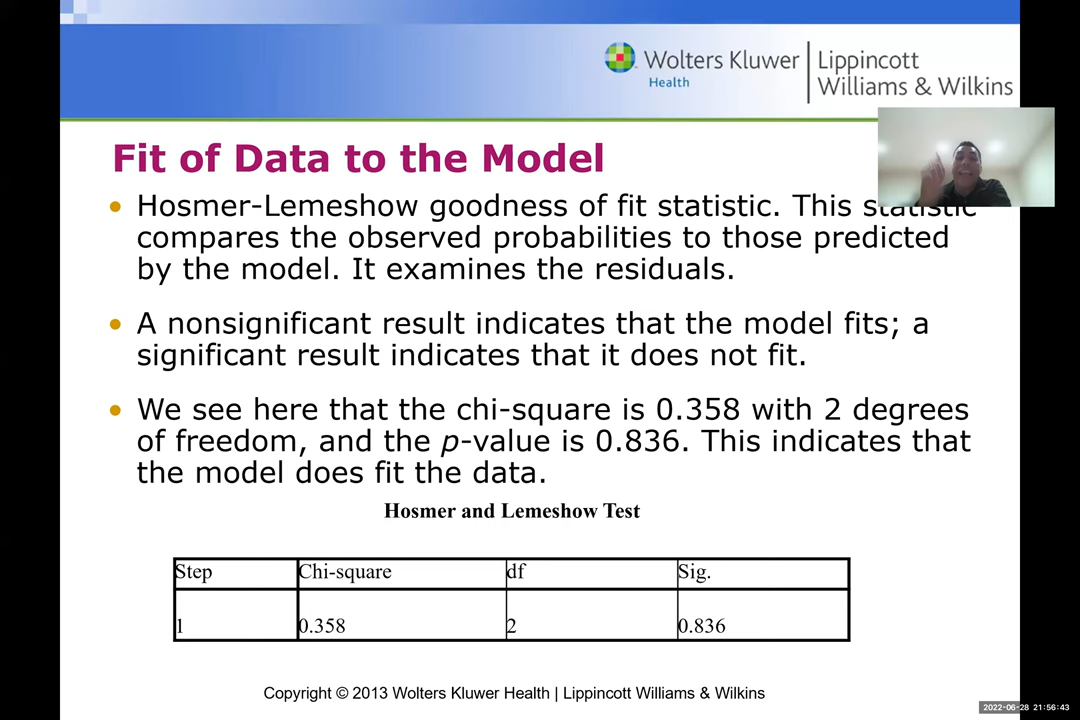 Wolters Kluwer
Health
Lippincott
Williams & Wilkins
Fit of Data to the Model
Hosmer-Lemeshow goodness of fit statistic. This statistic
compares the observed probabilities to those predicted
by the model. It examines the residuals.
A nonsignificant result indicates that the model fits; a
significant result indicates that it does not fit.
We see here that the chi-square is 0.358 with 2 degrees
of freedom, and the p-value is 0.836. This indicates that
the model does fit the data.
Hosmer and Lemeshow Test
Step Chi-square df Sig.
1 0.358 2 0.836
Copyright © 2013 Wolters Kluwer Health | Lippincott Williams & Wilkins
2022-06-28 21:56:43